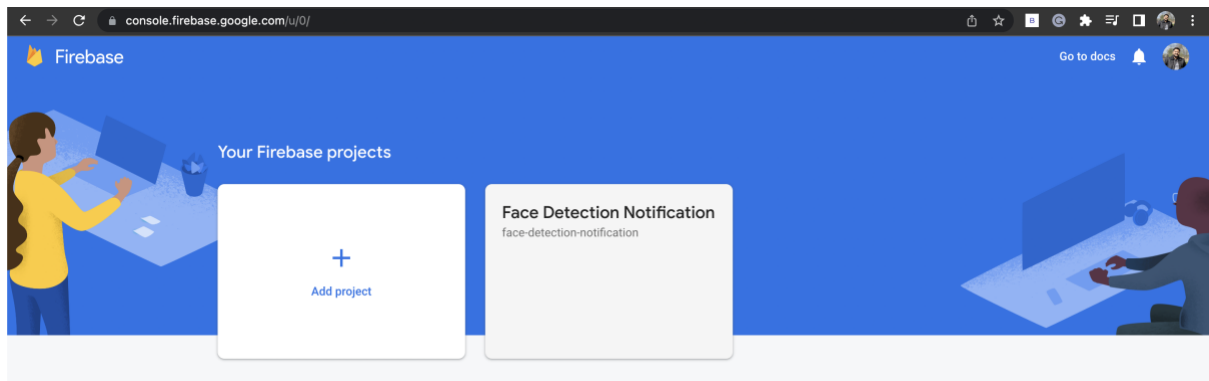 console.firebase.google.com/u/0/
Firebase
Go to docs
Your Firebase projects
Add project
Face Detection Notification
face-detection-notification